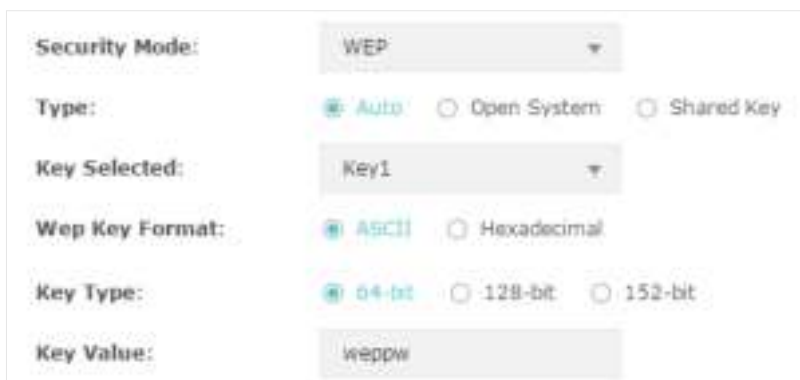 Security Mode: WEP
Type: Auto Open System Shared Key
Key Selected: Key1
Wep Key Format: ASCII Hexadecimal
Key Type: 64-bit 128-bit 152-bit
Key Value: weppw